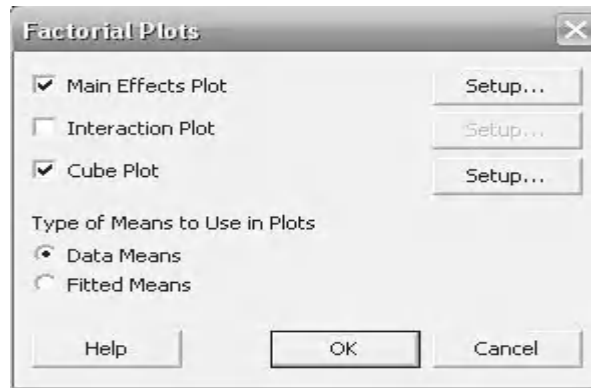 Factorial Plots
Main Effects Plot Setup...
Interaction Plot Setup...
Cube Plot Setup...
Type of Means to Use in Plots
Data Means
Fitted Means
Help OK Cancel